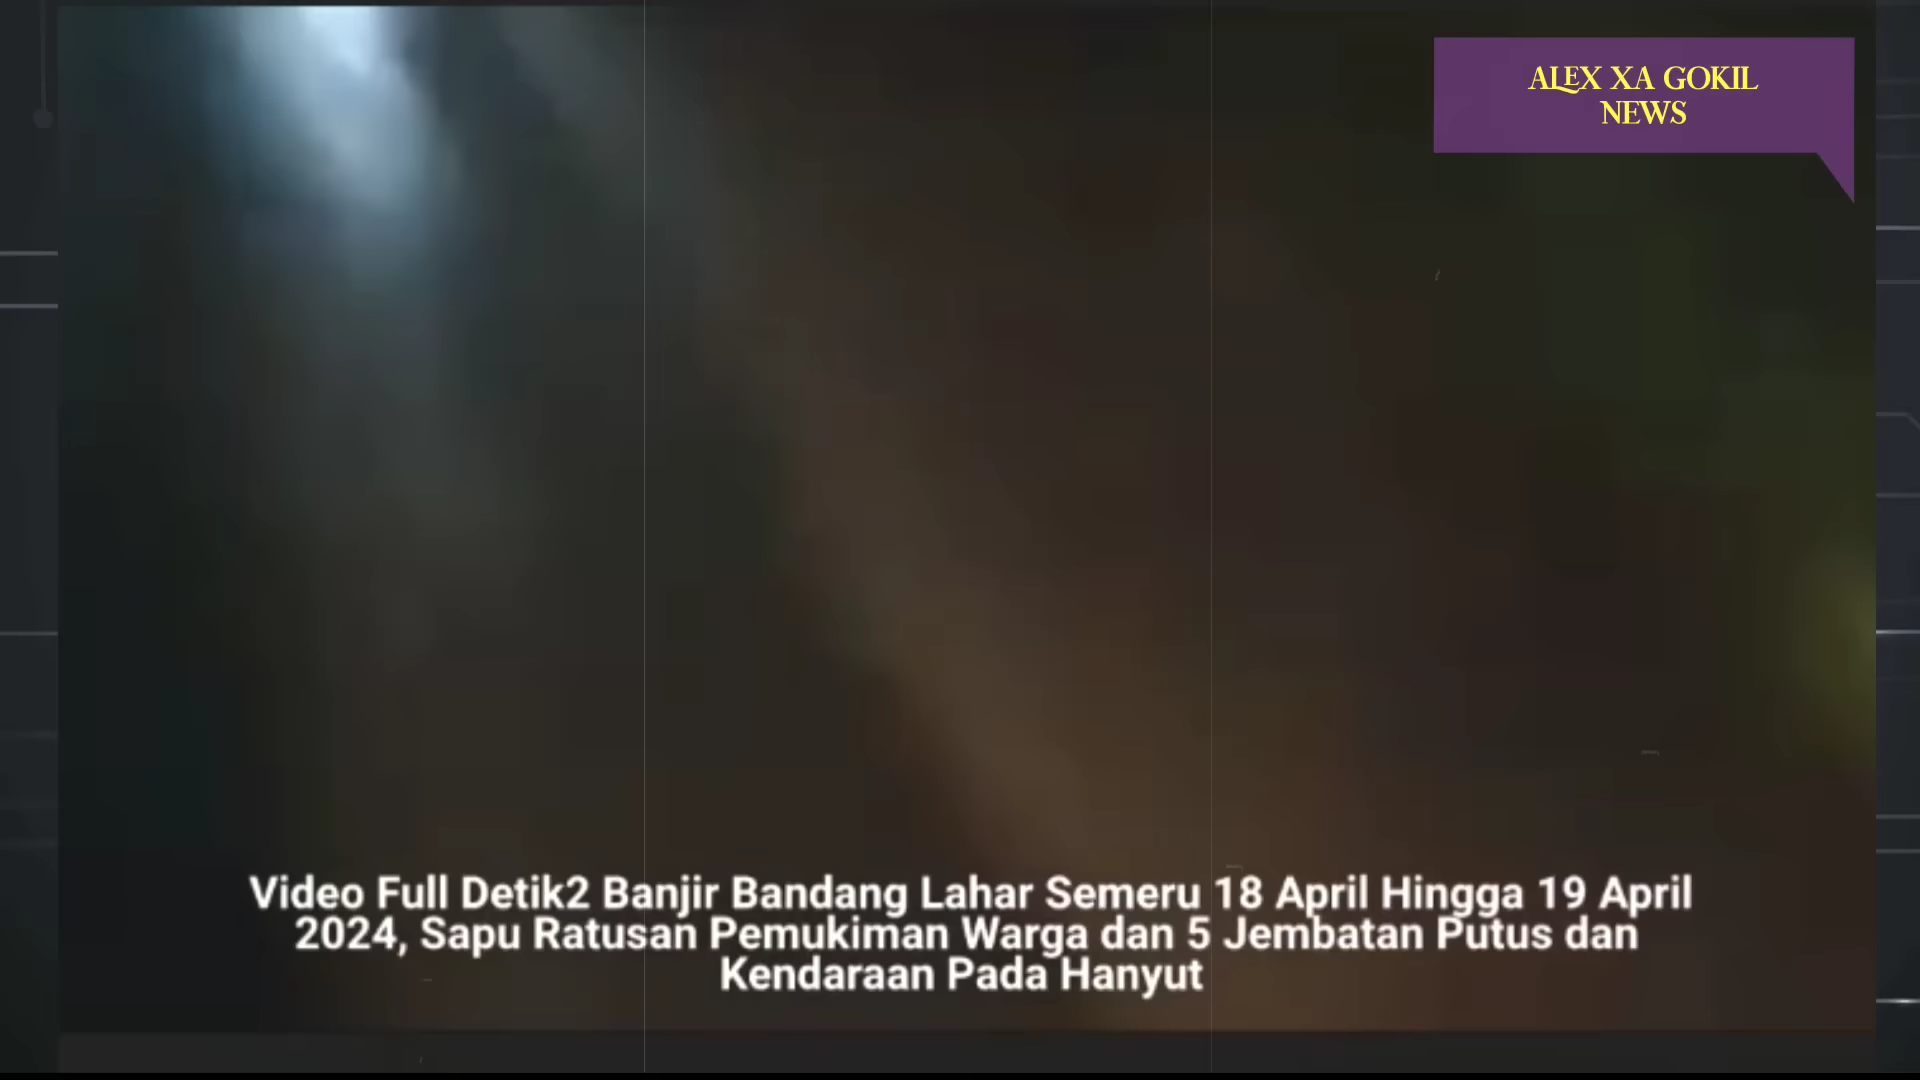 ALEX XA GOKIL
NEWS
Video Full Detik2 Banjir Bandang Lahar Semeru 18 April Hingga 19 April
2024, Sapu Ratusan Pemukiman Warga dan 5 Jembatan Putus dan
Kendaraan Pada Hanyut